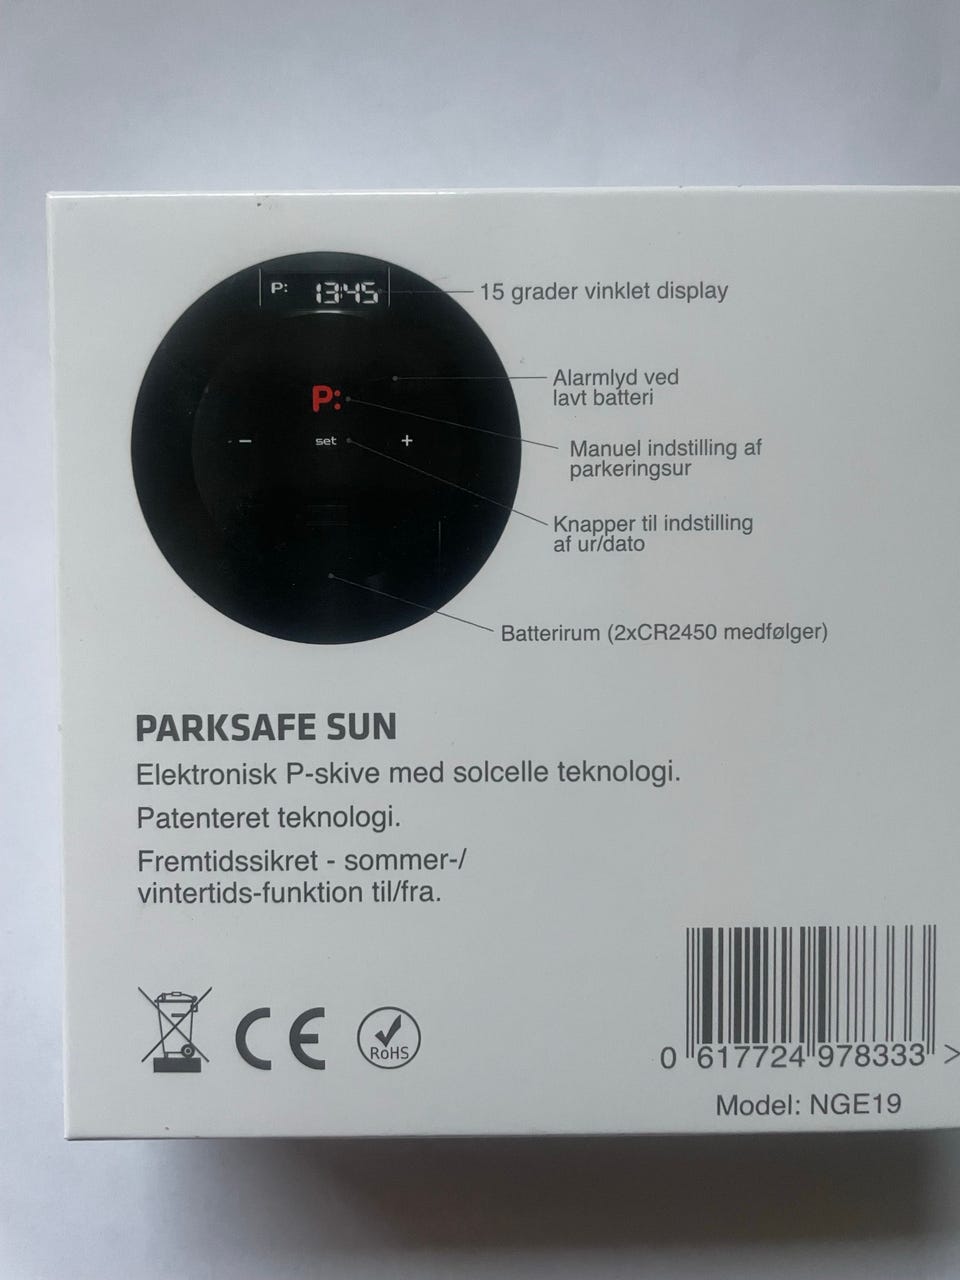 P: 13:45
15 grader vinklet display
Alarmlyd ved
lavt batteri
P:
Manuel indstilling af
parkeringsur
− set +
Knapper til indstilling
af ur/dato
Batterirum (2xCR2450 medfølger)
PARKSAFE SUN
Elektronisk P-skive med solcelle teknologi.
Patenteret teknologi.
Fremtidssikret - sommer-/
vintertids-funktion til/fra.
CE
RoHS
0 617724 978333 >
Model: NGE19